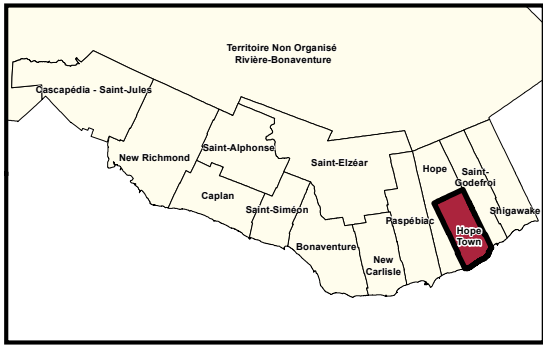 Territoire Non Organisé
Rivière-Bonaventure
Cascapédia - Saint-Jules
Saint-Alphonse
New Richmond
Saint-Elzéar
Hope
Saint-
Godefroi
Caplan
Saint-Siméon
Shigawake
Paspébiac
Hope
Town
Bonaventure
New
Carlisle